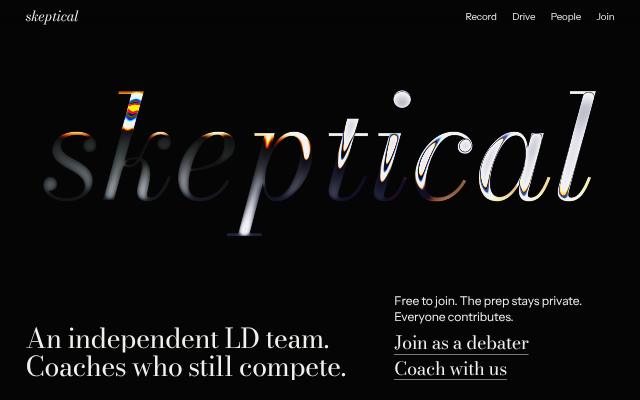 skeptical
Record Drive People Join
skeptical
Free to join. The prep stays private.
Everyone contributes.
An independent LD team.
Coaches who still compete.
Join as a debater
Coach with us